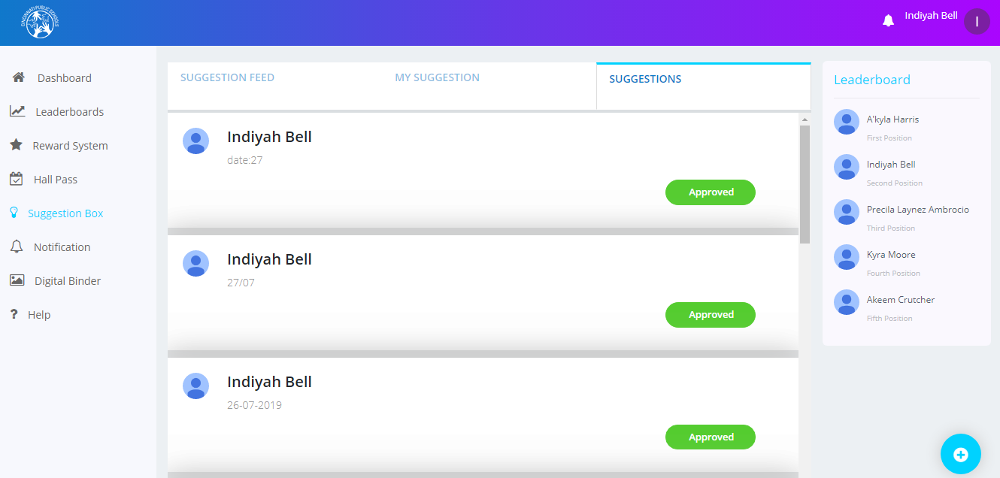 CINCINNATI PUBLIC SCHOOLS
Indiyah Bell
I
Dashboard
Leaderboards
Reward System
Hall Pass
Suggestion Box
Notification
Digital Binder
Help
SUGGESTION FEED
MY SUGGESTION
SUGGESTIONS
Indiyah Bell
date:27
Approved
Indiyah Bell
27/07
Approved
Indiyah Bell
26-07-2019
Approved
Leaderboard
A'kyla Harris
First Position
Indiyah Bell
Second Position
Precila Laynez Ambrocio
Third Position
Kyra Moore
Fourth Position
Akeem Crutcher
Fifth Position